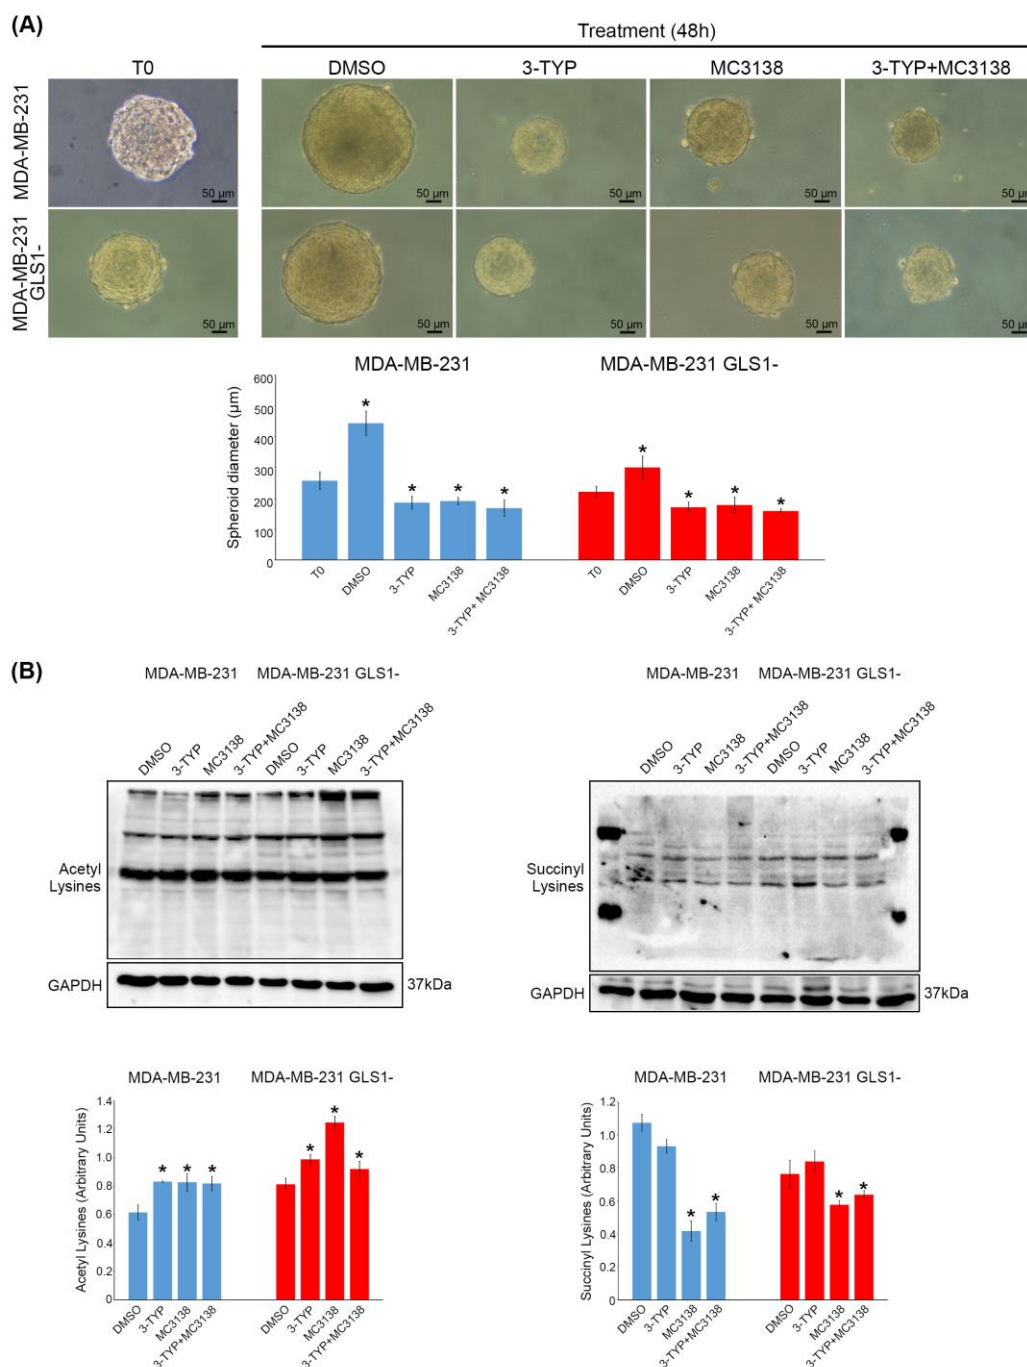 (A)
Treatment (48h)
T0
DMSO
3-TYP
MC3138
3-TYP+MC3138
MDA-MB-231
50 µm
50 µm
50 µm
50 µm
50 µm
MDA-MB-231
GLS1-
50 µm
50 µm
50 µm
50 µm
50 µm
MDA-MB-231
MDA-MB-231 GLS1-
Spheroid diameter (µm)
600
500
400
300
200
100
0
*
*
*
*
*
*
*
*
T0
DMSO
3-TYP
MC3138
3-TYP+ MC3138
T0
DMSO
3-TYP
MC3138
3-TYP+ MC3138
(B)
MDA-MB-231
MDA-MB-231 GLS1-
DMSO
3-TYP
MC3138
3-TYP+MC3138
DMSO
3-TYP
MC3138
3-TYP+MC3138
Acetyl
Lysines
GAPDH
37kDa
MDA-MB-231
MDA-MB-231 GLS1-
DMSO
3-TYP
MC3138
3-TYP+MC3138
DMSO
3-TYP
MC3138
3-TYP+MC3138
Succinyl
Lysines
GAPDH
37kDa
MDA-MB-231
MDA-MB-231 GLS1-
Acetyl Lysines (Arbitrary Units)
1.4
1.2
1.0
0.8
0.6
0.4
0.2
0
*
*
*
*
*
*
DMSO
3-TYP
MC3138
3-TYP+MC3138
DMSO
3-TYP
MC3138
3-TYP+MC3138
MDA-MB-231
MDA-MB-231 GLS1-
Succinyl Lysines (Arbitrary Units)
1.2
1.0
0.8
0.6
0.4
0.2
0
*
*
*
*
DMSO
3-TYP
MC3138
3-TYP+MC3138
DMSO
3-TYP
MC3138
3-TYP+MC3138